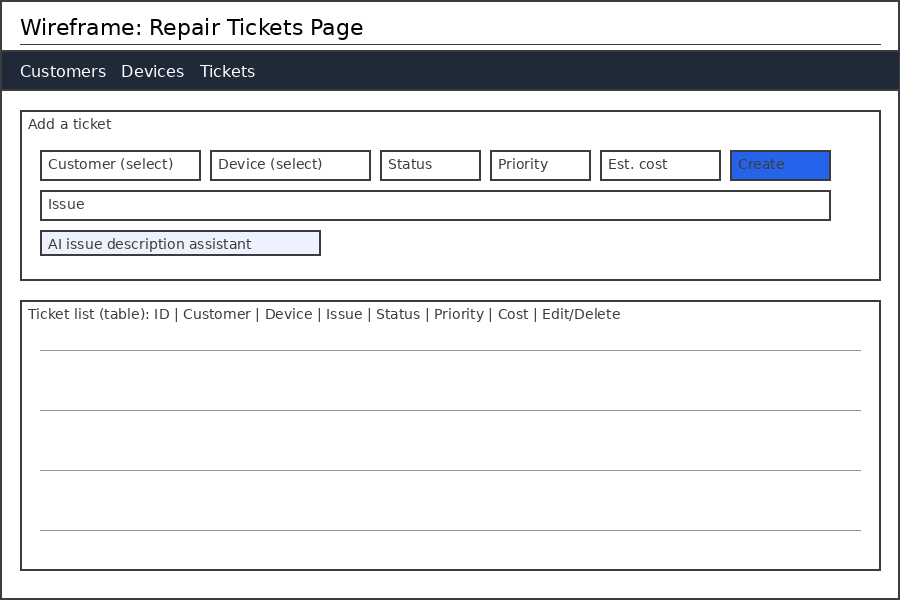 Wireframe: Repair Tickets Page
Customers Devices Tickets
Add a ticket
Customer (select) Device (select) Status Priority Est. cost Create
Issue
AI issue description assistant
Ticket list (table): ID | Customer | Device | Issue | Status | Priority | Cost | Edit/Delete